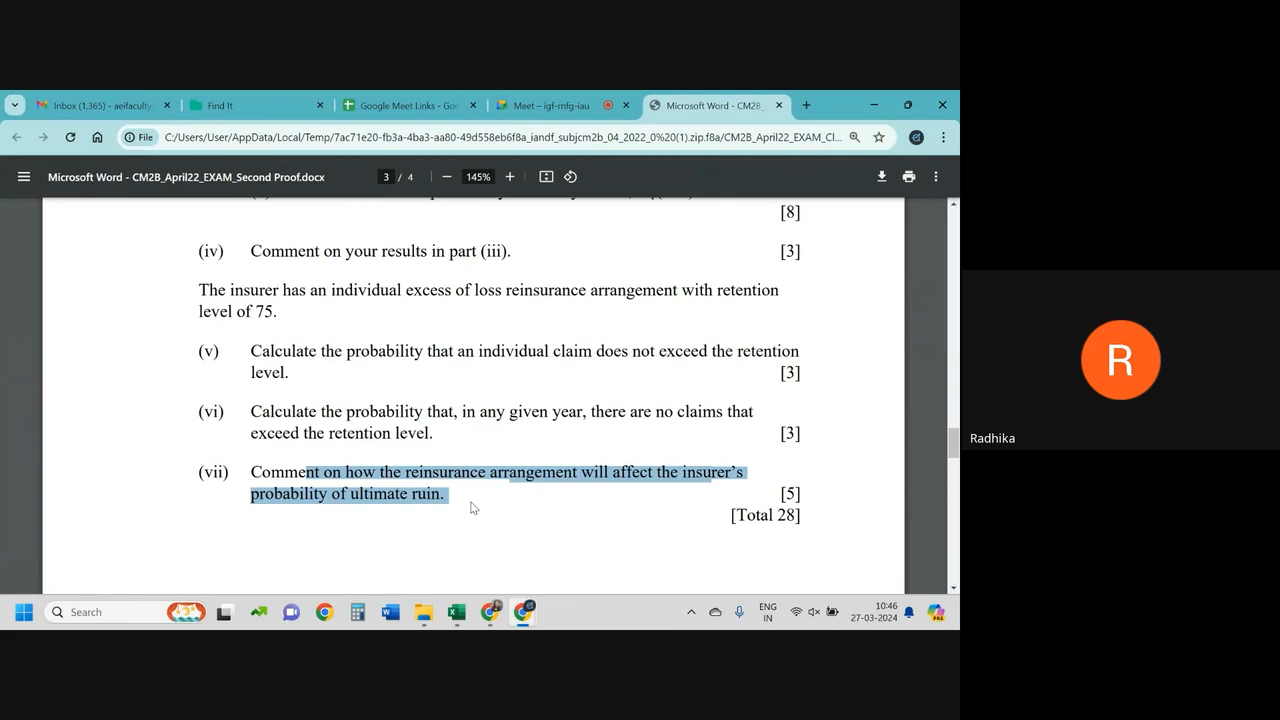 Inbox (1,365) - aeifaculty
Find It
Google Meet Links - Goo
Meet – igf-rnfg-iau
Microsoft Word - CM2B_
File
C:/Users/User/AppData/Local/Temp/7ac71e20-fb3a-4ba3-aa80-49d558eb6f8a_iandf_subjcm2b_04_2022_0%20(1).zip.f8a/CM2B_April22_EXAM_Cl...
Microsoft Word - CM2B_April22_EXAM_Second Proof.docx
3 / 4
145%
[8]
(iv) Comment on your results in part (iii). [3]
The insurer has an individual excess of loss reinsurance arrangement with retention
level of 75.
(v) Calculate the probability that an individual claim does not exceed the retention
level. [3]
(vi) Calculate the probability that, in any given year, there are no claims that
exceed the retention level. [3]
(vii) Comment on how the reinsurance arrangement will affect the insurer’s
probability of ultimate ruin. [5]
[Total 28]
R
Radhika
Search
ENG
IN
10:46
27-03-2024